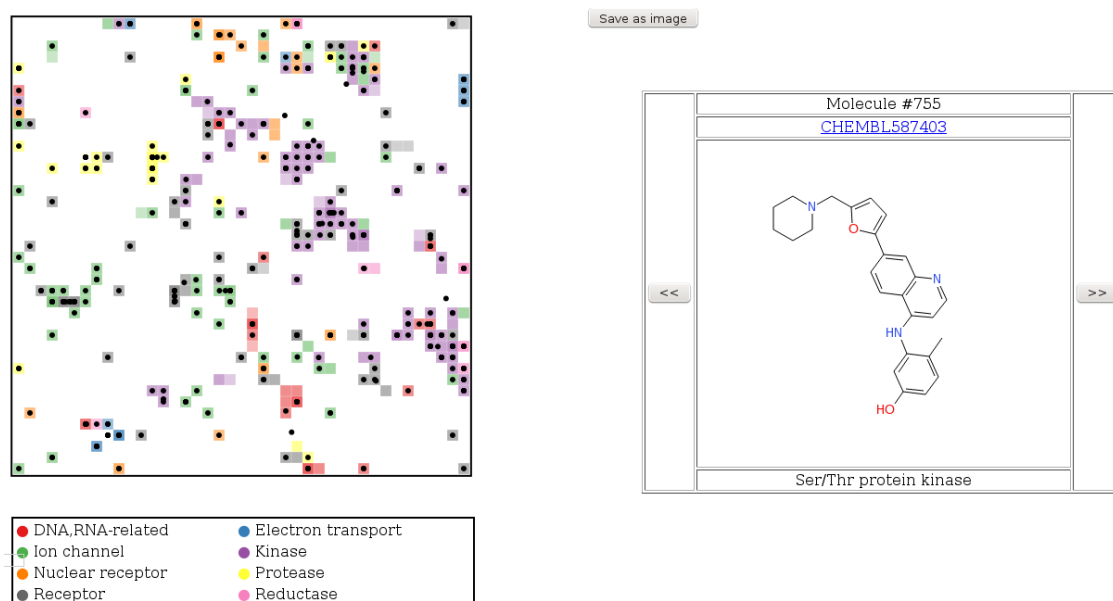 Save as image
Molecule #755
CHEMBL587403
N
O
N
HN
HO
<<
>>
Ser/Thr protein kinase
DNA,RNA-related
Electron transport
Ion channel
Kinase
Nuclear receptor
Protease
Receptor
Reductase